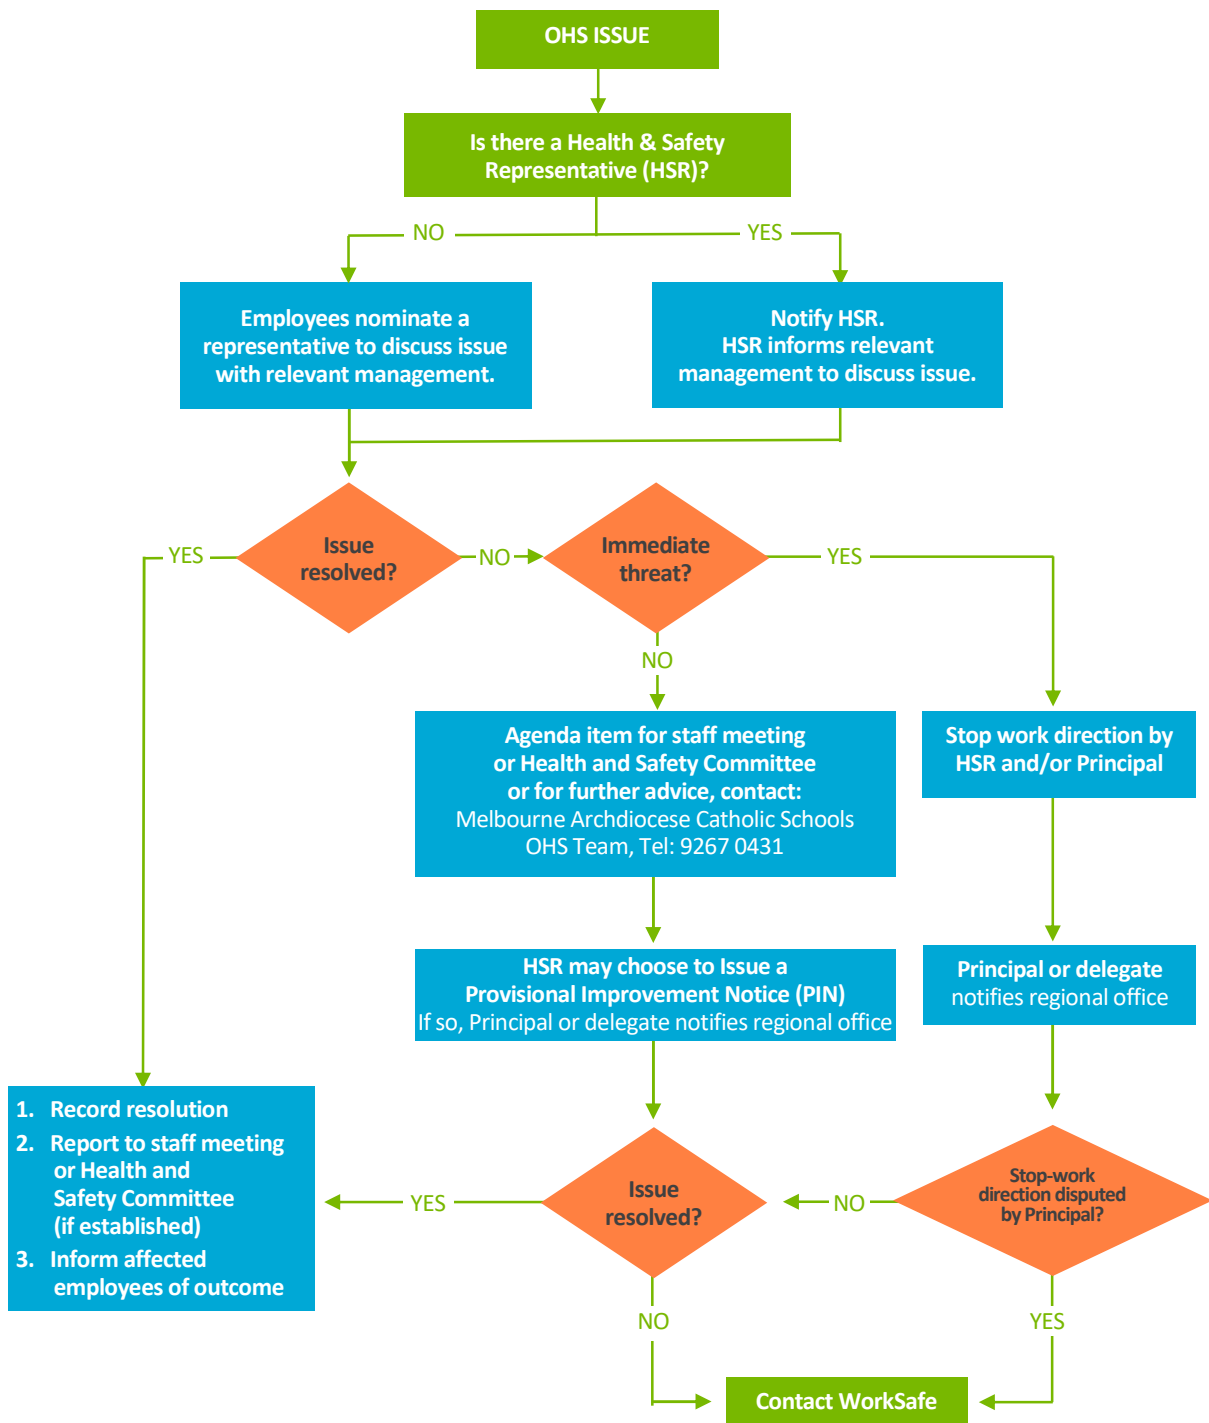 OHS ISSUE
Is there a Health & Safety
Representative (HSR)?
NO
YES
Employees nominate a
representative to discuss issue
with relevant management.
Notify HSR.
HSR informs relevant
management to discuss issue.
YES
Issue
resolved?
NO
Immediate
threat?
YES
NO
Agenda item for staff meeting
or Health and Safety Committee
or for further advice, contact:
Melbourne Archdiocese Catholic Schools
OHS Team, Tel: 9267 0431
Stop work direction by
HSR and/or Principal
HSR may choose to Issue a
Provisional Improvement Notice (PIN)
If so, Principal or delegate notifies regional office
Principal or delegate
notifies regional office
1. Record resolution
2. Report to staff meeting
or Health and
Safety Committee
(if established)
3. Inform affected
employees of outcome
YES
Issue
resolved?
NO
Stop-work
direction disputed
by Principal?
NO
YES
Contact WorkSafe